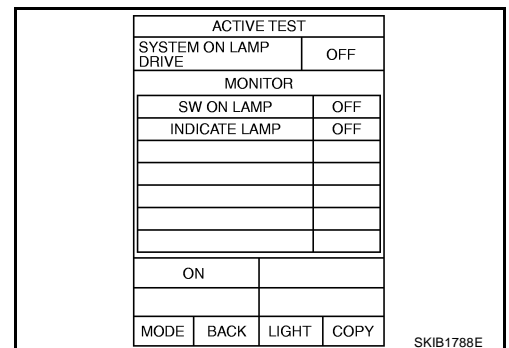 ACTIVE TEST
SYSTEM ON LAMP DRIVE OFF
MONITOR
SW ON LAMP OFF
INDICATE LAMP OFF
ON
MODE BACK LIGHT COPY
SKIB1788E